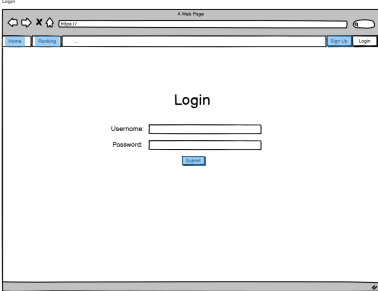 Login
A Web Page
https://
Home Ranking ... Sign Up Login
Login
Username:
Password:
Submit